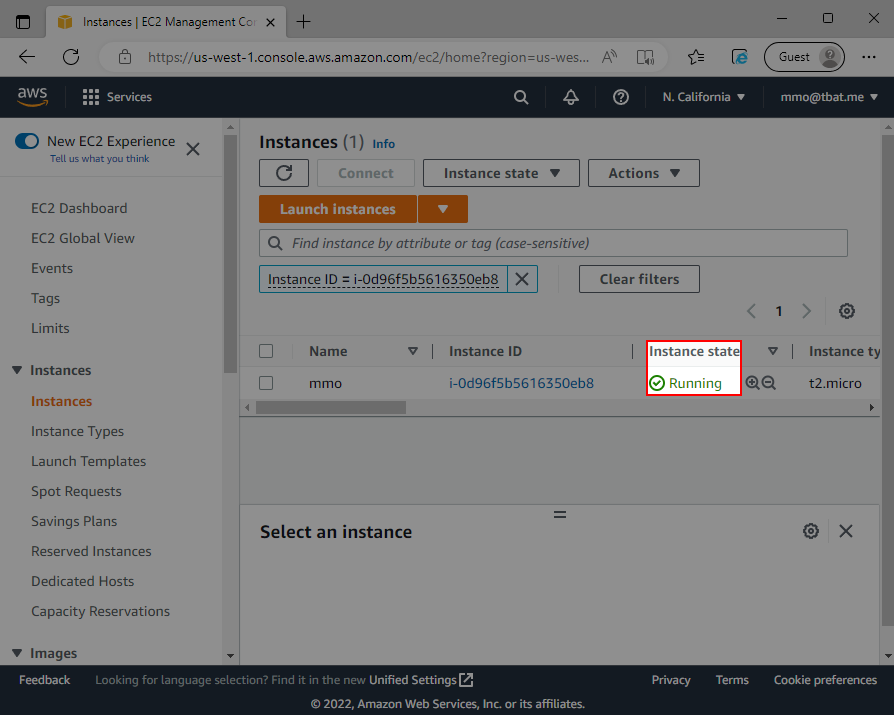 Instances | EC2 Management Con
https://us-west-1.console.aws.amazon.com/ec2/home?region=us-wes...
Guest
aws
Services
N. California
mmo@tbat.me
New EC2 Experience
Tell us what you think
EC2 Dashboard
EC2 Global View
Events
Tags
Limits
Instances
Instances
Instance Types
Launch Templates
Spot Requests
Savings Plans
Reserved Instances
Dedicated Hosts
Capacity Reservations
Images
Instances (1) Info
Connect
Instance state
Actions
Launch instances
Find instance by attribute or tag (case-sensitive)
Instance ID = i-0d96f5b5616350eb8
Clear filters
1
Name Instance ID Instance state Instance ty
mmo i-0d96f5b5616350eb8 Running t2.micro
Select an instance
Feedback Looking for language selection? Find it in the new Unified Settings Privacy Terms Cookie preferences
© 2022, Amazon Web Services, Inc. or its affiliates.